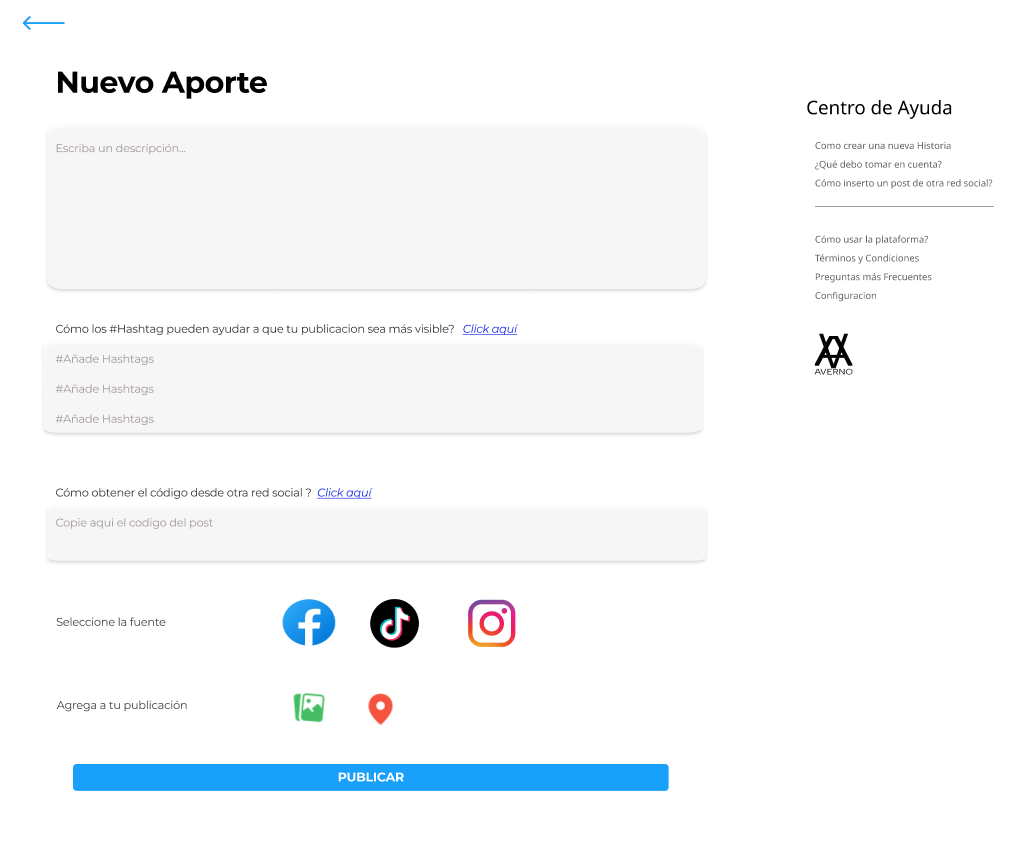 Nuevo Aporte
Escriba un descripción...
Cómo los #Hashtag pueden ayudar a que tu publicacion sea más visible? Click aquí
#Añade Hashtags
#Añade Hashtags
#Añade Hashtags
Cómo obtener el código desde otra red social ? Click aquí
Copie aqui el codigo del post
Seleccione la fuente
Agrega a tu publicación
PUBLICAR
Centro de Ayuda
Como crear una nueva Historia
¿Qué debo tomar en cuenta?
Cómo inserto un post de otra red social?
Cómo usar la plataforma?
Términos y Condiciones
Preguntas más Frecuentes
Configuracion
AVERNO